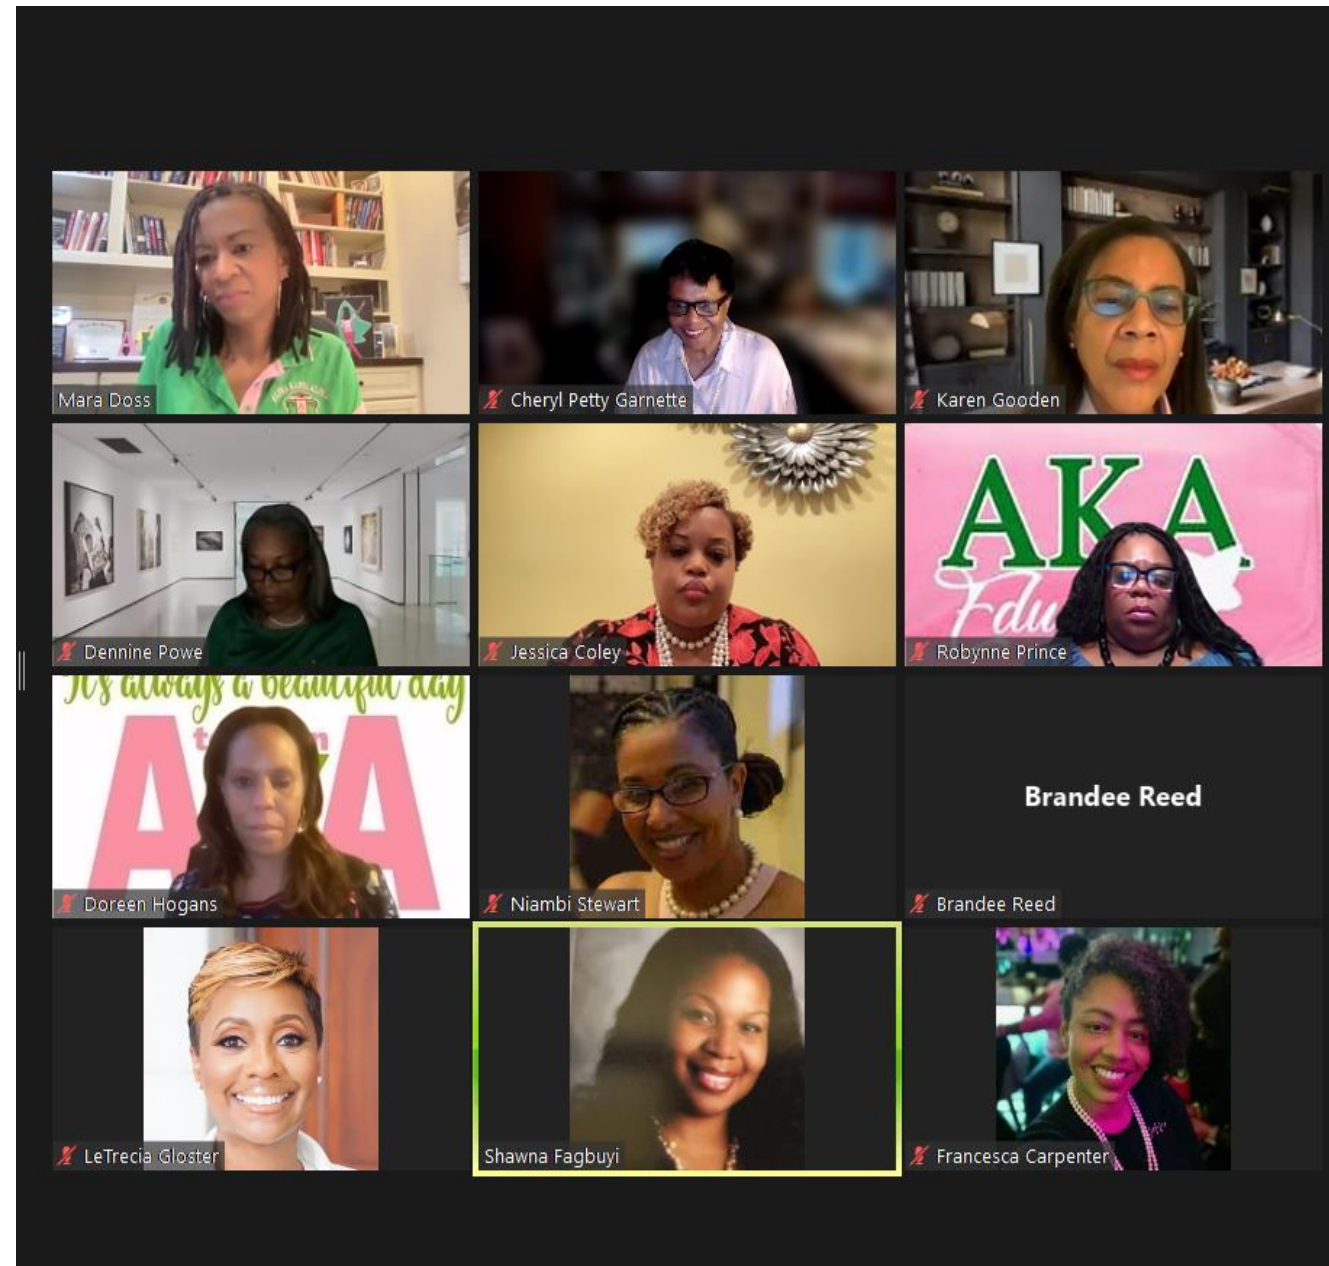 Mara Doss
Cheryl Petty Garnette
Karen Gooden
Dennine Powe
Jessica Coley
AKA
Edu
Robynne Prince
It's always a beautiful day
A A
Doreen Hogans
Niambi Stewart
Brandee Reed
Brandee Reed
LeTrecia Gloster
Shawna Fagbuyi
Francesca Carpenter